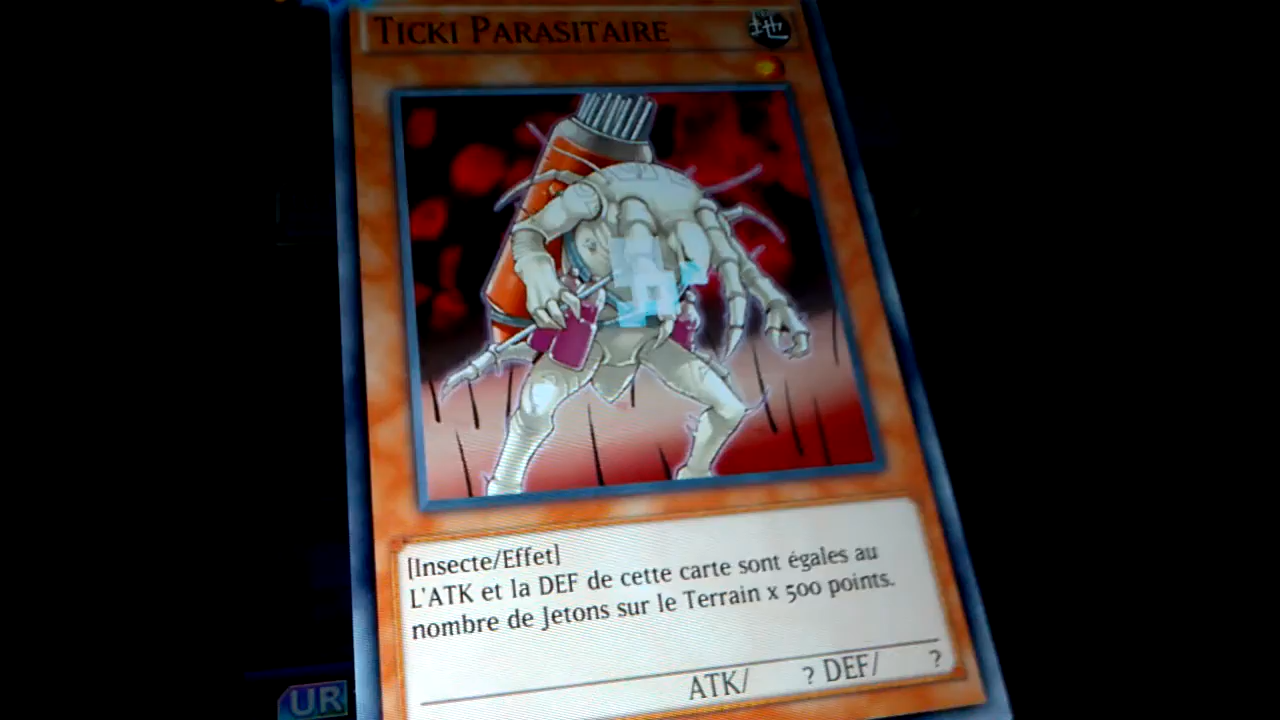 TICKI PARASITAIRE
地
[Insecte/Effet]
L'ATK et la DEF de cette carte sont égales au
nombre de Jetons sur le Terrain x 500 points.
ATK/ ? DEF/ ?
UR